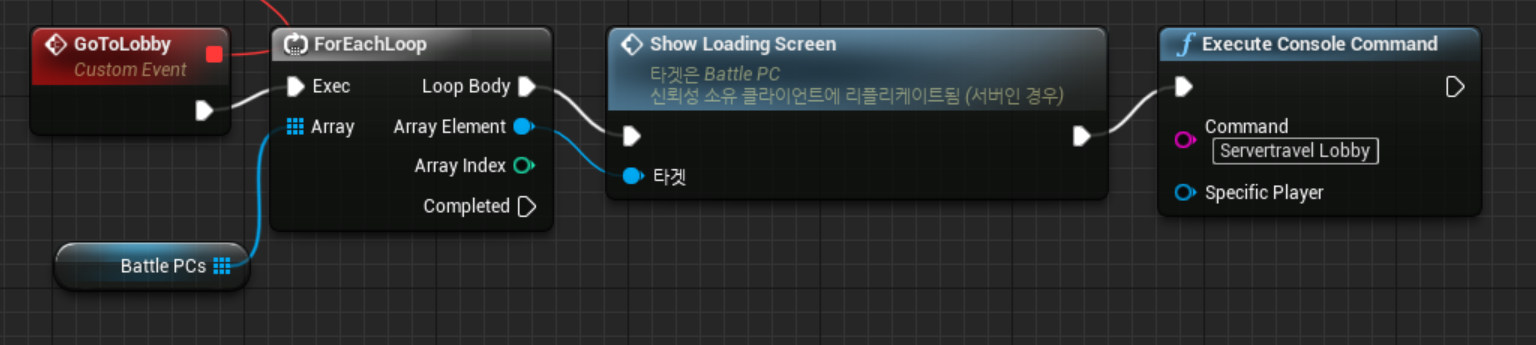 GoToLobby
Custom Event
ForEachLoop
Exec
Loop Body
Array
Array Element
Array Index
Completed
Battle PCs
Show Loading Screen
타겟은 Battle PC
신뢰성 소유 클라이언트에 리플리케이트됨 (서버인 경우)
타겟
Execute Console Command
Command
Servertravel Lobby
Specific Player